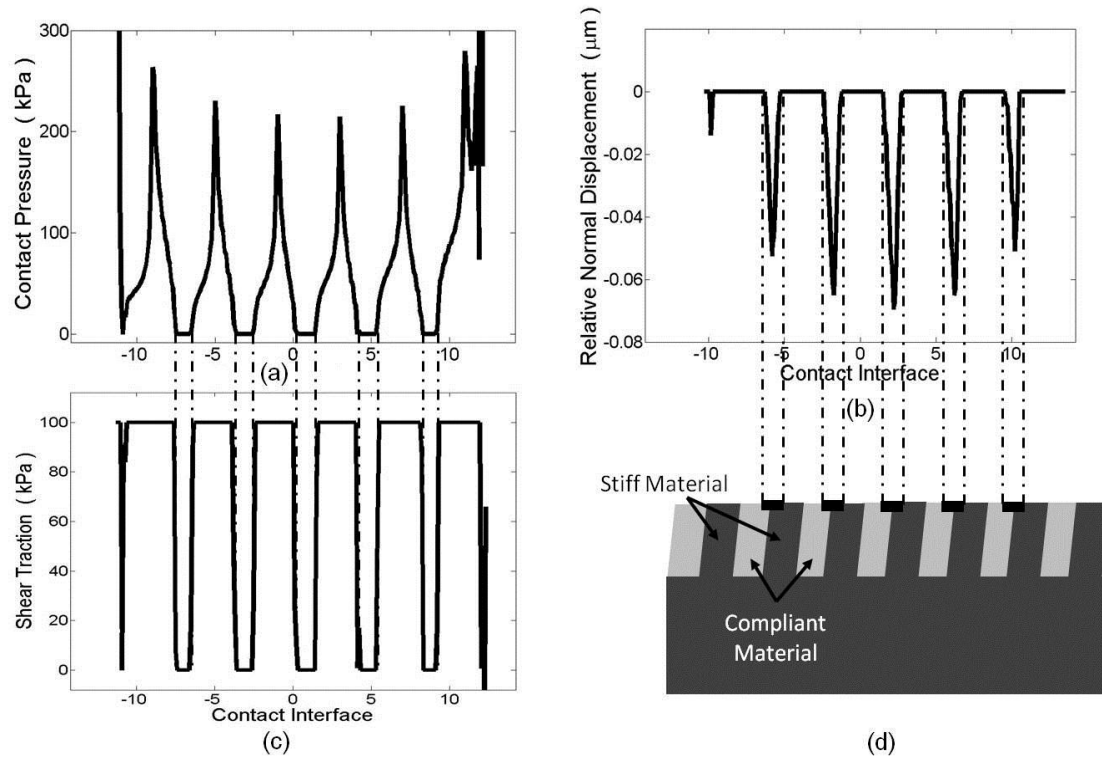 300
200
100
0
Contact Pressure ( kPa )
-10 -5 0 5 10
(a)
0
-0.02
-0.04
-0.06
-0.08
Relative Normal Displacement (μm)
-10 -5 0 5 10
Contact Interface
(b)
100
80
60
40
20
0
Shear Traction ( kPa )
-10 -5 0 5 10
Contact Interface
(c)
Stiff Material
Compliant
Material
(d)